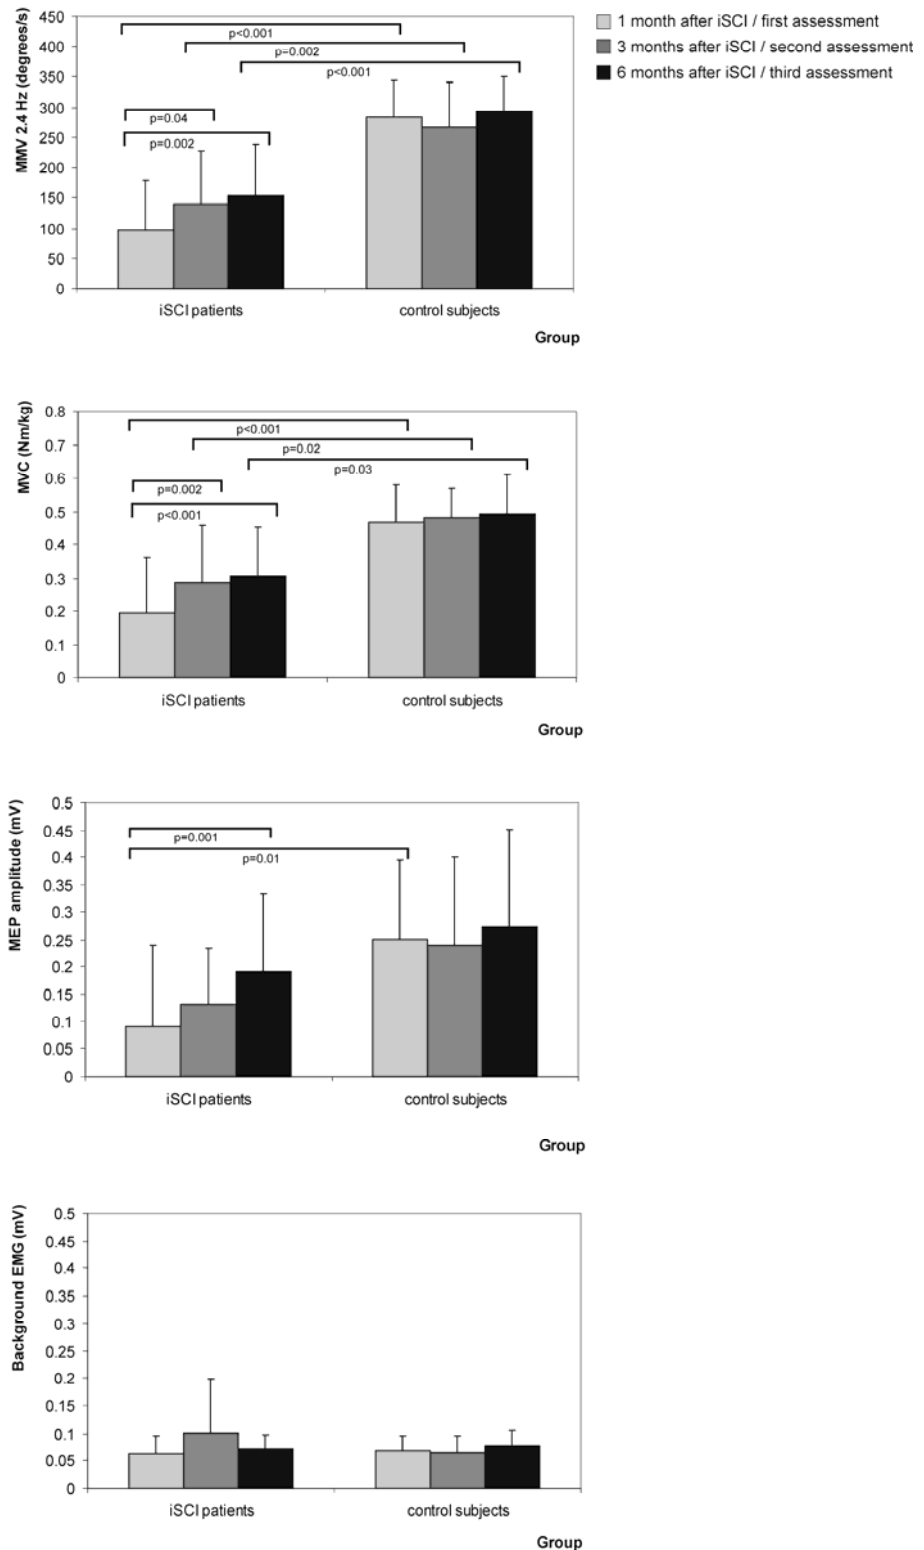 450
400
350
300
250
200
150
100
50
0
MMV 2.4 Hz (degrees/s)
p<0.001
p=0.002
p<0.001
p=0.04
p=0.002
iSCI patients
control subjects
Group
1 month after iSCI / first assessment
3 months after iSCI / second assessment
6 months after iSCI / third assessment
0.8
0.7
0.6
0.5
0.4
0.3
0.2
0.1
0
MVC (Nm/kg)
p<0.001
p=0.02
p=0.03
p=0.002
p<0.001
iSCI patients
control subjects
Group
0.5
0.45
0.4
0.35
0.3
0.25
0.2
0.15
0.1
0.05
0
MEP amplitude (mV)
p=0.001
p=0.01
iSCI patients
control subjects
Group
0.5
0.45
0.4
0.35
0.3
0.25
0.2
0.15
0.1
0.05
0
Background EMG (mV)
iSCI patients
control subjects
Group